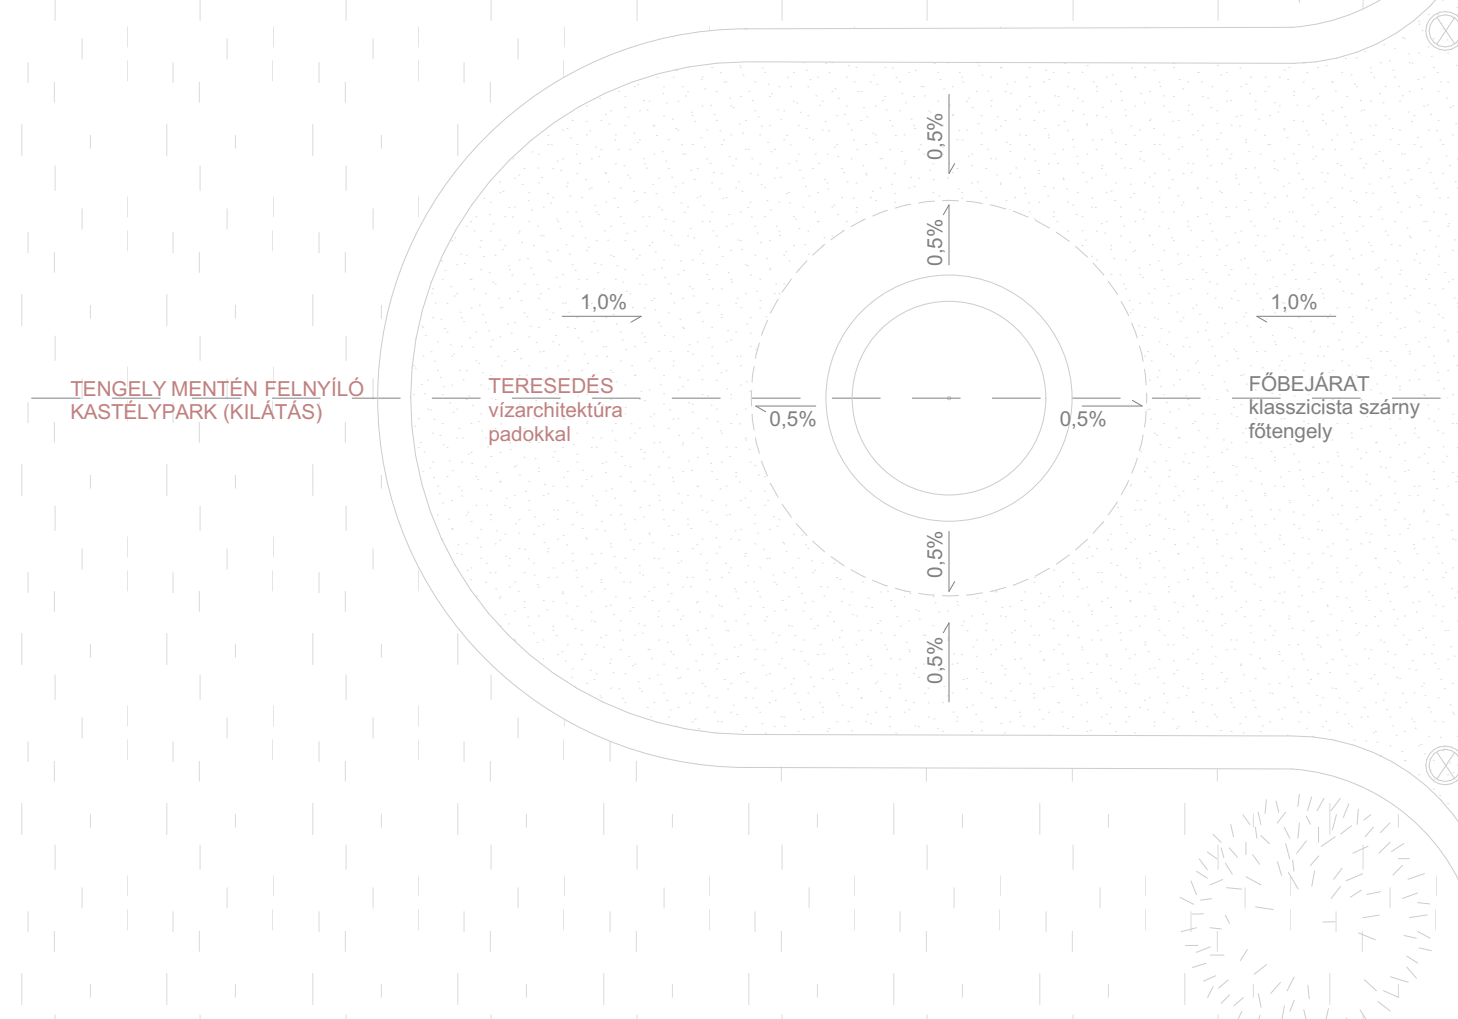 0,5%
0,5%
1,0%
1,0%
TENGELY MENTÉN FELNYÍLÓ
KASTÉLYPARK (KILÁTÁS)
TERESEDÉS
vízarchitektúra
padokkal
0,5%
0,5%
FŐBEJÁRAT
klasszicista szárny
főtengely
0,5%
0,5%